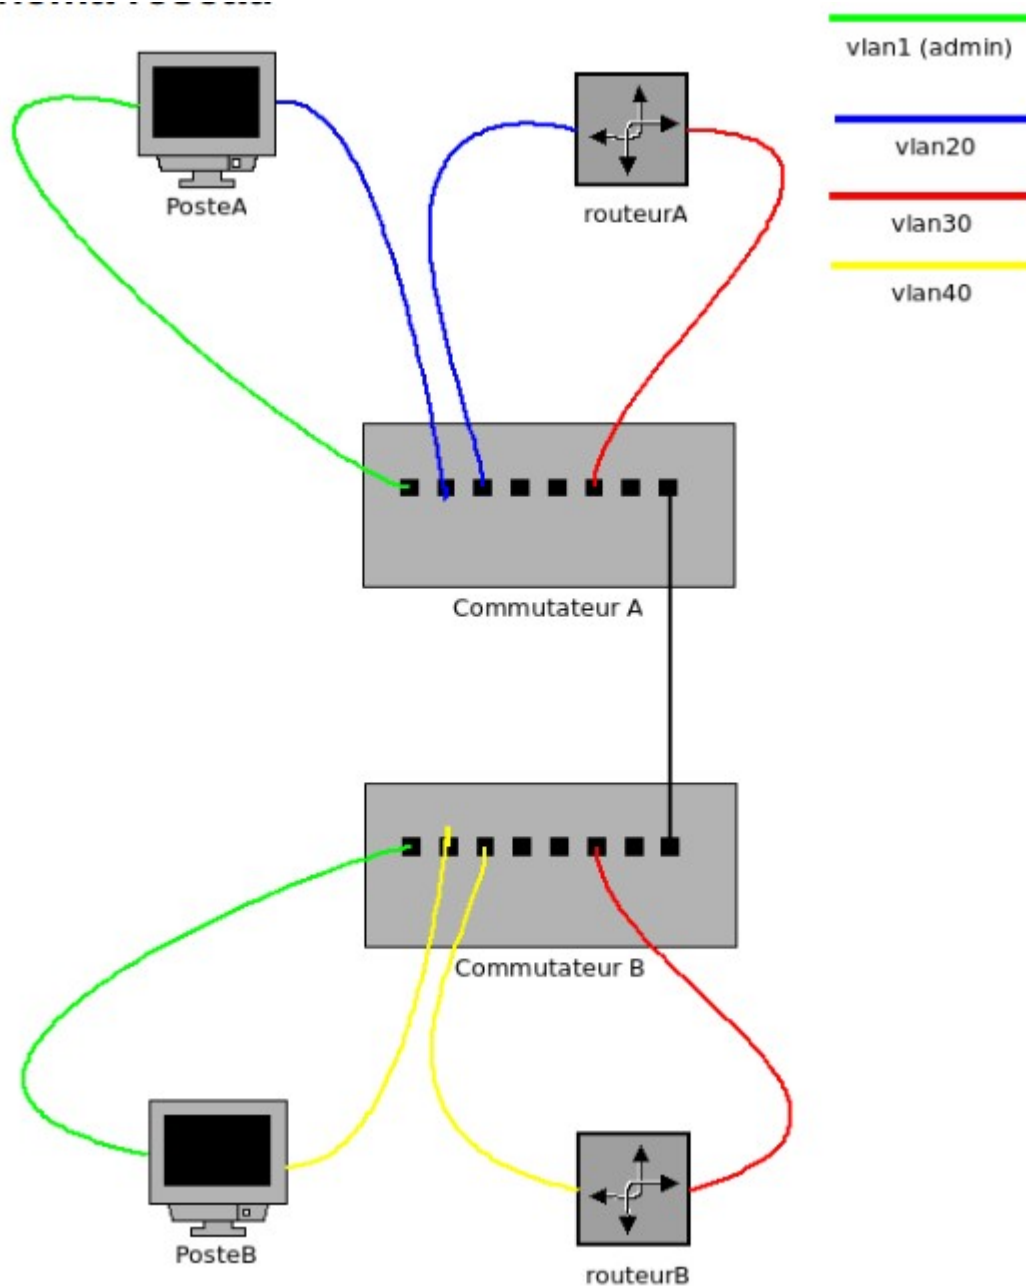 vlan1 (admin)
vlan20
vlan30
vlan40
PosteA
routeurA
Commutateur A
Commutateur B
PosteB
routeurB